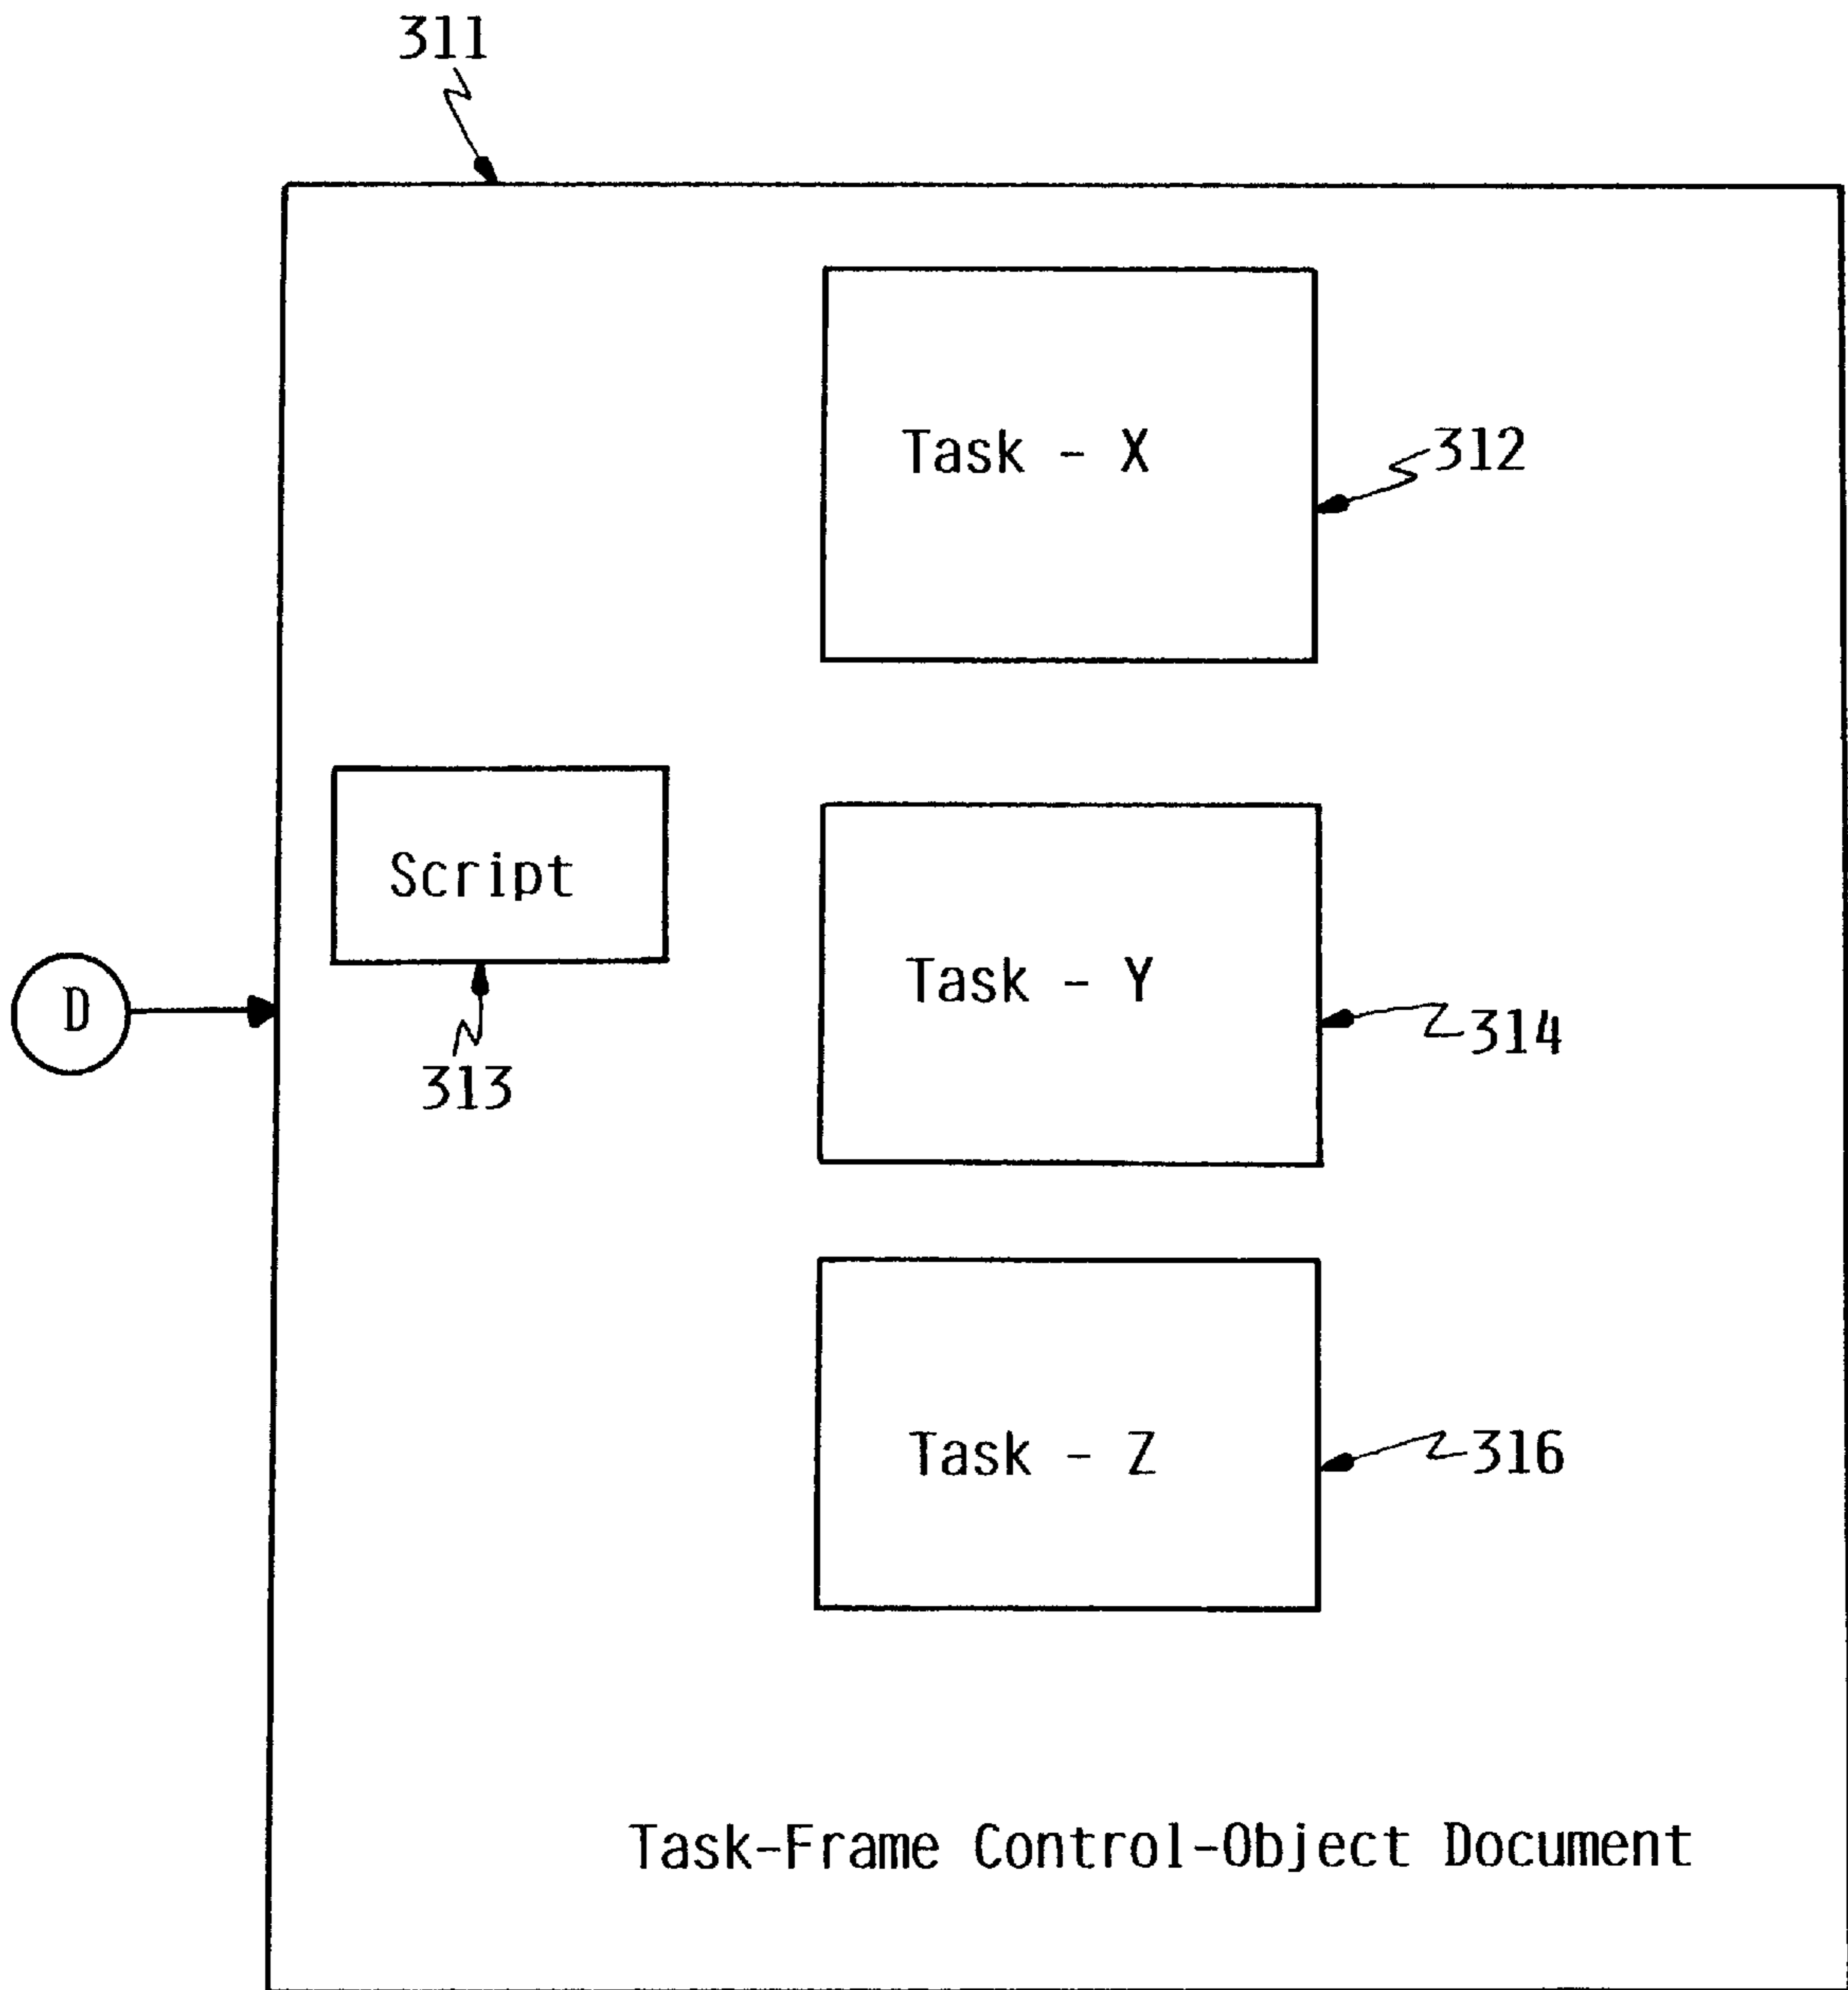 311
Task - X
312
Script
Task - Y
D
314
313
Task - Z
316
Task-Frame Control-Object Document